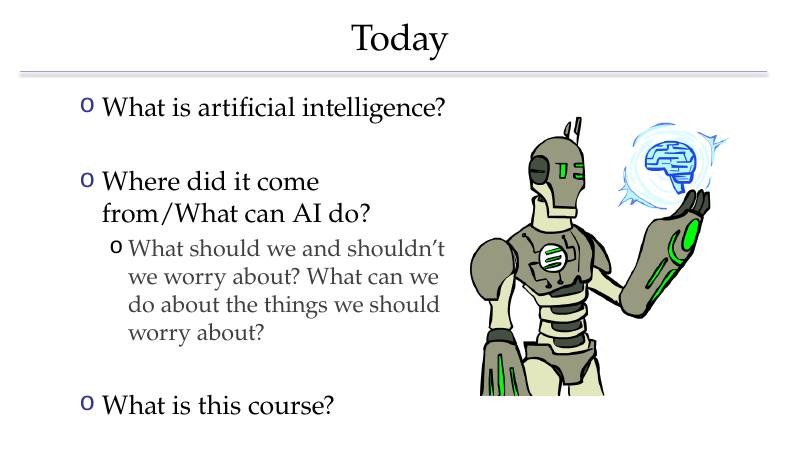 Today
o What is artificial intelligence?
o Where did it come
from/What can AI do?
o What should we and shouldn't
we worry about? What can we
do about the things we should
worry about?
o What is this course?